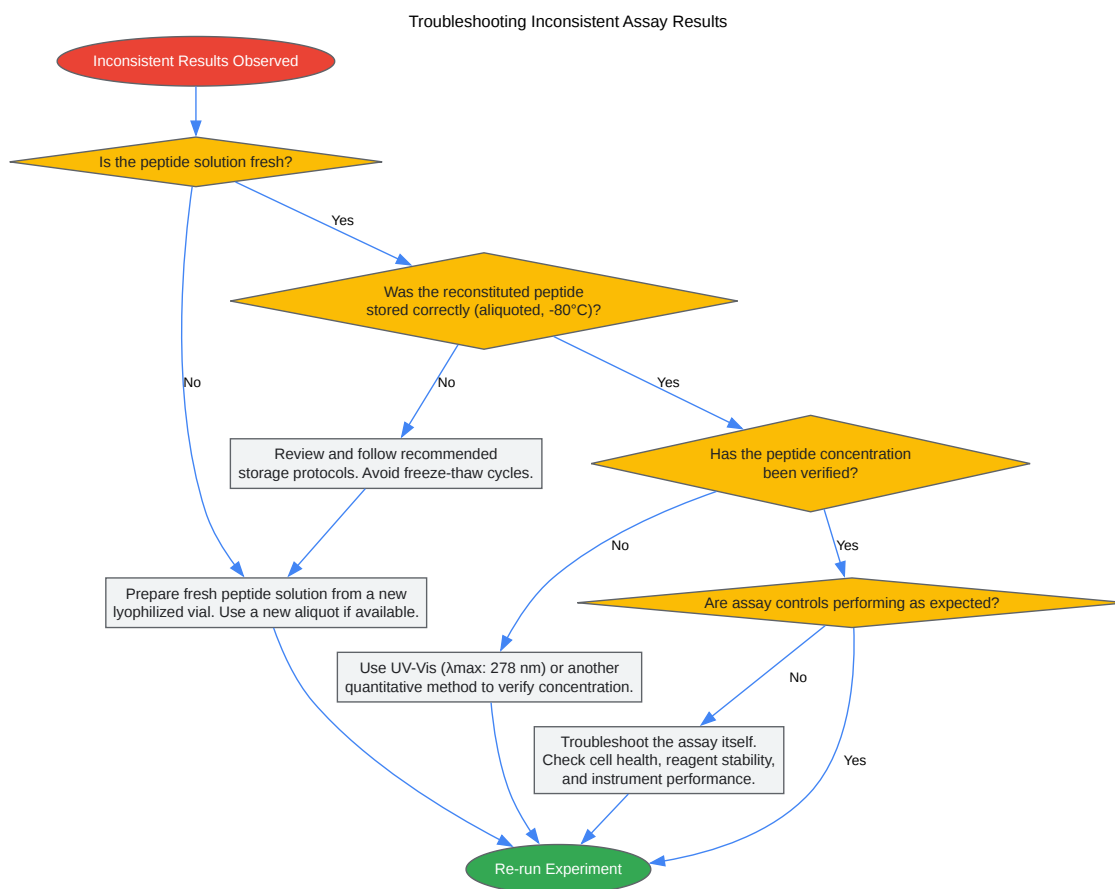 Troubleshooting Inconsistent Assay Results
Inconsistent Results Observed
Is the peptide solution fresh?
Yes
Was the reconstituted peptide
stored correctly (aliquoted, -80°C)?
No
No
Yes
Review and follow recommended
storage protocols. Avoid freeze-thaw cycles.
Has the peptide concentration
been verified?
No
Yes
Prepare fresh peptide solution from a new
lyophilized vial. Use a new aliquot if available.
Are assay controls performing as expected?
Use UV-Vis (λmax: 278 nm) or another
quantitative method to verify concentration.
No
Troubleshoot the assay itself.
Check cell health, reagent stability,
and instrument performance.
Yes
Re-run Experiment